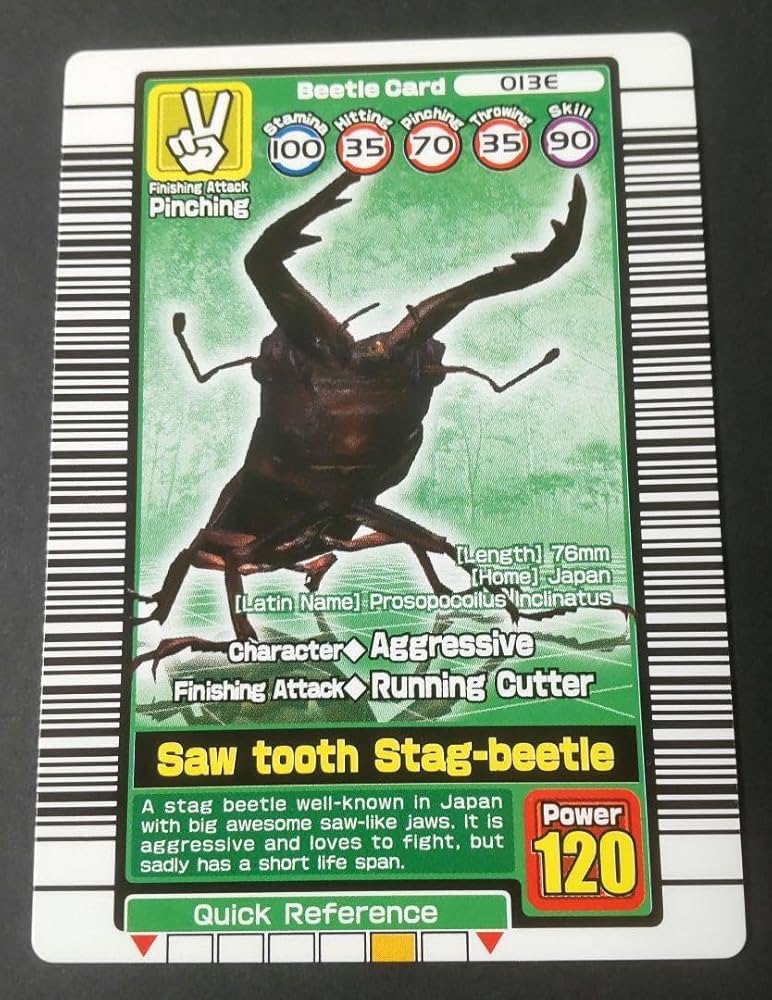 Beetle Card 013E
Stamina Hitting Pinching Throwing Skill
100 35 70 35 90
Finishing Attack
Pinching
[Length] 76mm
[Home] Japan
[Latin Name] Prosopocoilus Inclinatus
Character◆Aggressive
Finishing Attack◆Running Cutter
Saw tooth Stag-beetle
A stag beetle well-known in Japan
with big awesome saw-like jaws. It is
aggressive and loves to fight, but
sadly has a short life span.
Power
120
Quick Reference